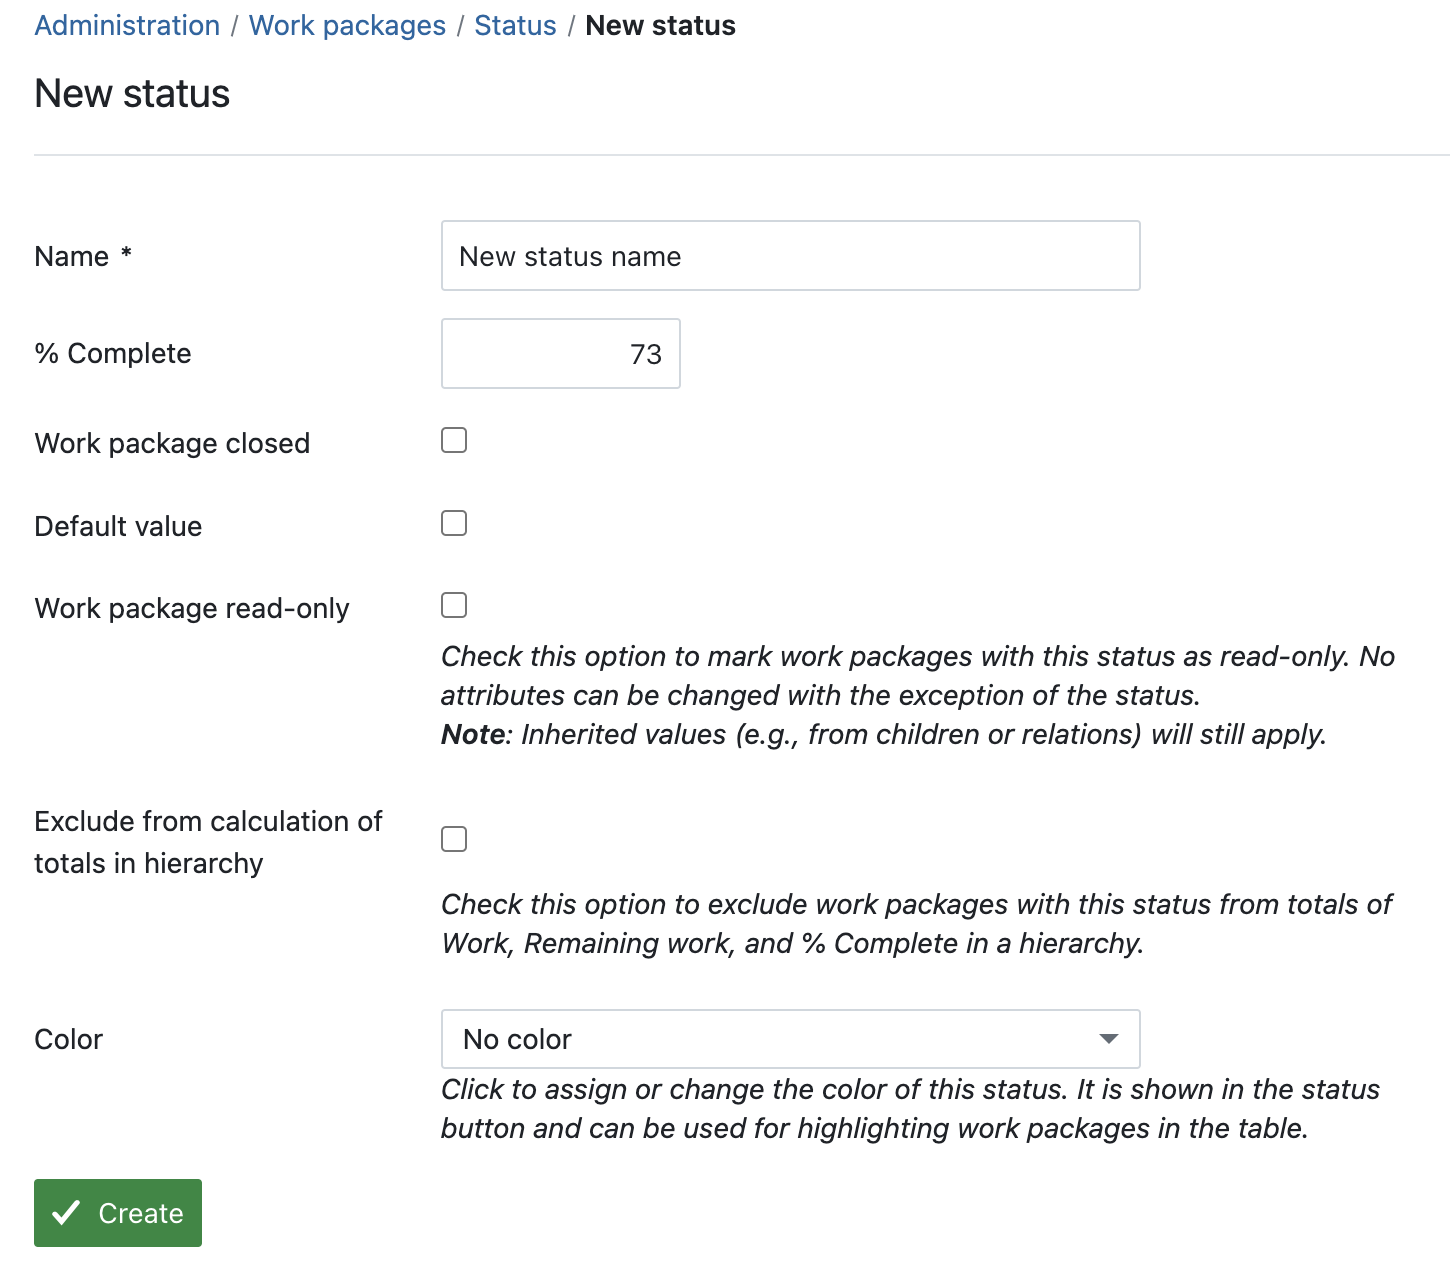 Administration / Work packages / Status / New status
New status
Name *
New status name
% Complete
73
Work package closed
Default value
Work package read-only
Check this option to mark work packages with this status as read-only. No
attributes can be changed with the exception of the status.
Note: Inherited values (e.g., from children or relations) will still apply.
Exclude from calculation of
totals in hierarchy
Check this option to exclude work packages with this status from totals of
Work, Remaining work, and % Complete in a hierarchy.
Color
No color
Click to assign or change the color of this status. It is shown in the status
button and can be used for highlighting work packages in the table.
Create